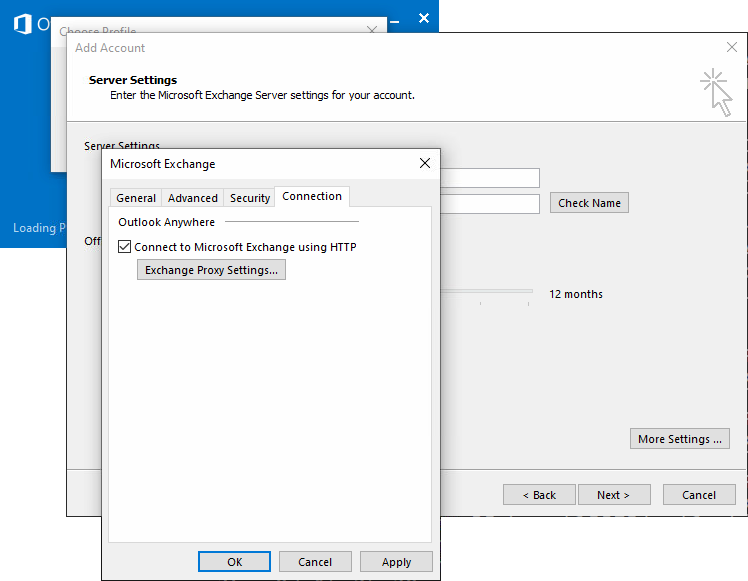 Choose Profile
Add Account
Server Settings
Enter the Microsoft Exchange Server settings for your account.
Server Settings
Microsoft Exchange
General Advanced Security Connection
Check Name
Outlook Anywhere
Connect to Microsoft Exchange using HTTP
Exchange Proxy Settings...
12 months
Loading
More Settings ...
< Back Next > Cancel
OK Cancel Apply